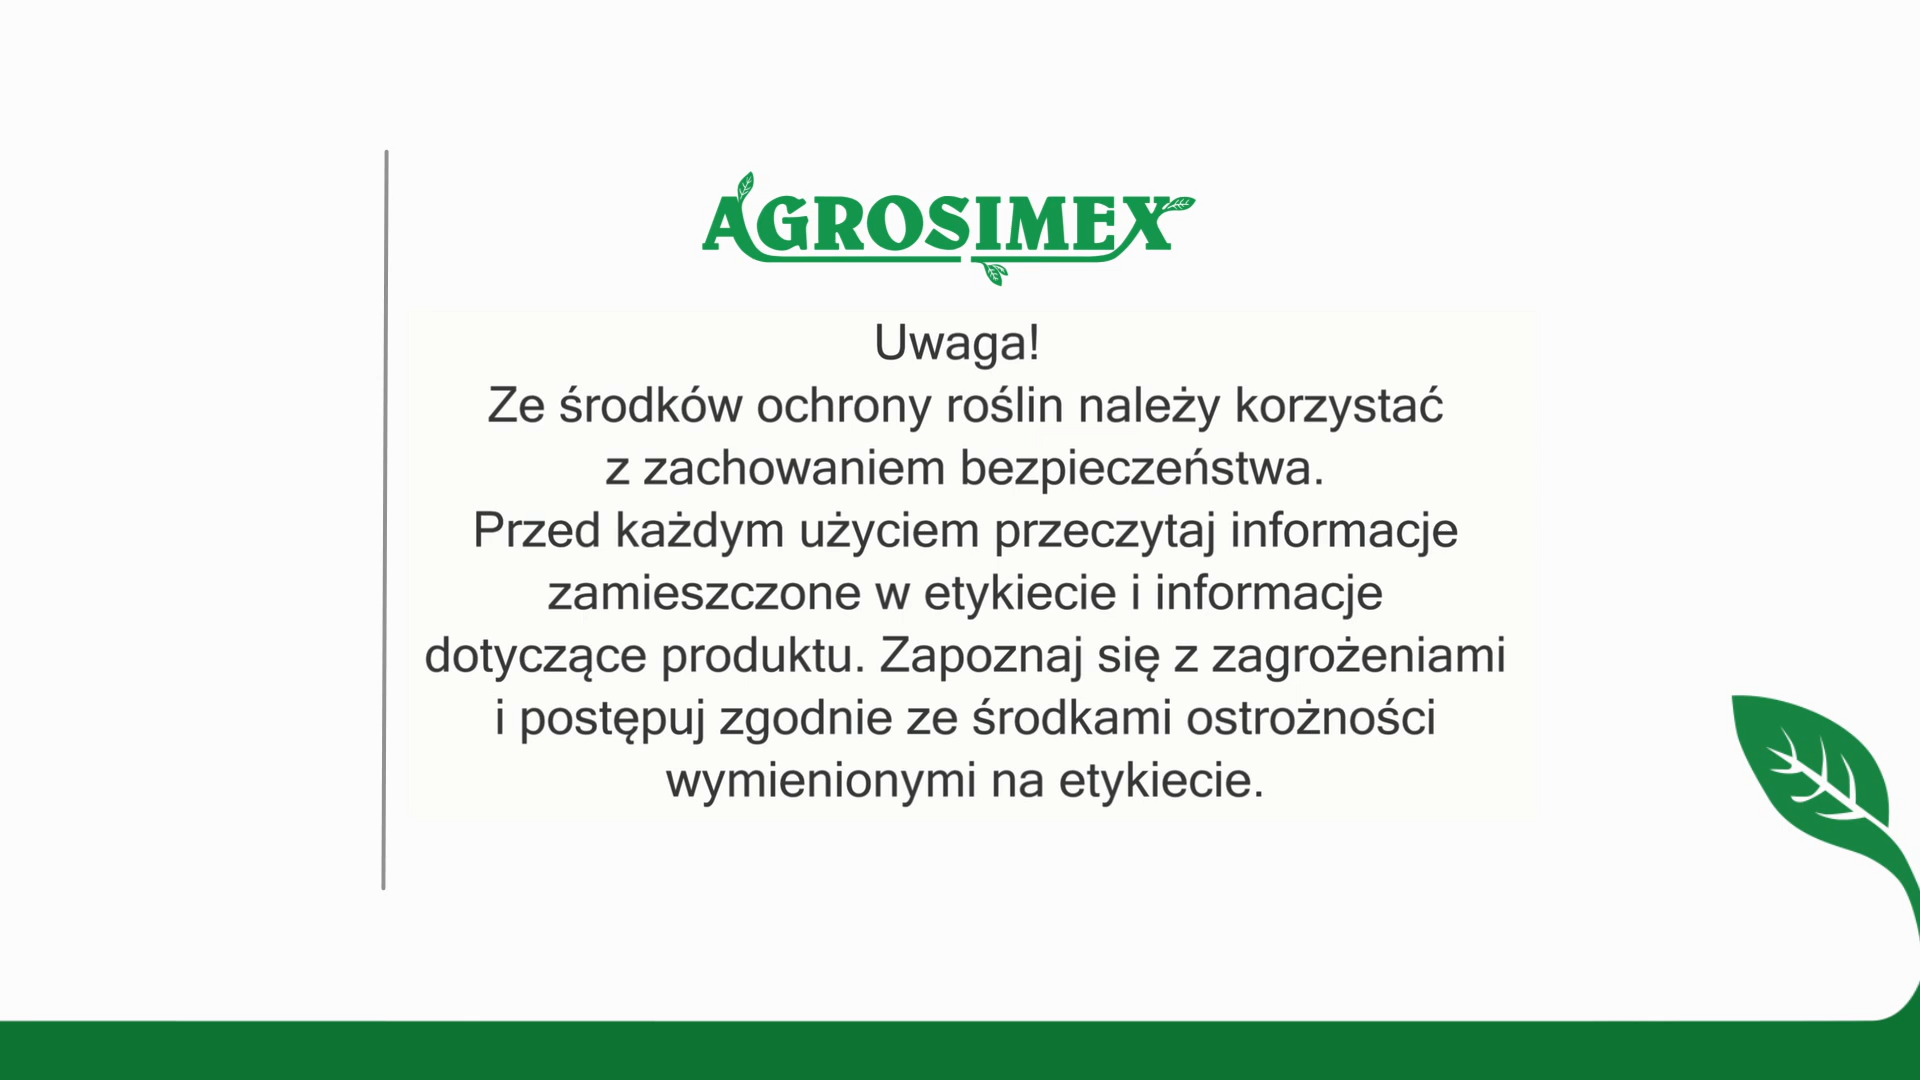 AGROSIMEX
Uwaga!
Ze środków ochrony roślin należy korzystać
z zachowaniem bezpieczeństwa.
Przed każdym użyciem przeczytaj informacje
zamieszczone w etykiecie i informacje
dotyczące produktu. Zapoznaj się z zagrożeniami
i postępuj zgodnie ze środkami ostrożności
wymienionymi na etykiecie.